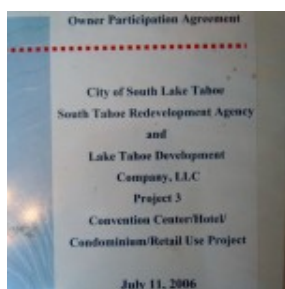 Owner Participation Agreement
City of South Lake Tahoe
South Tahoe Redevelopment Agency
and
Lake Tahoe Development
Company, LLC
Project 3
Convention Center/Hotel/
Condominium/Retail Use Project
July 11, 2006